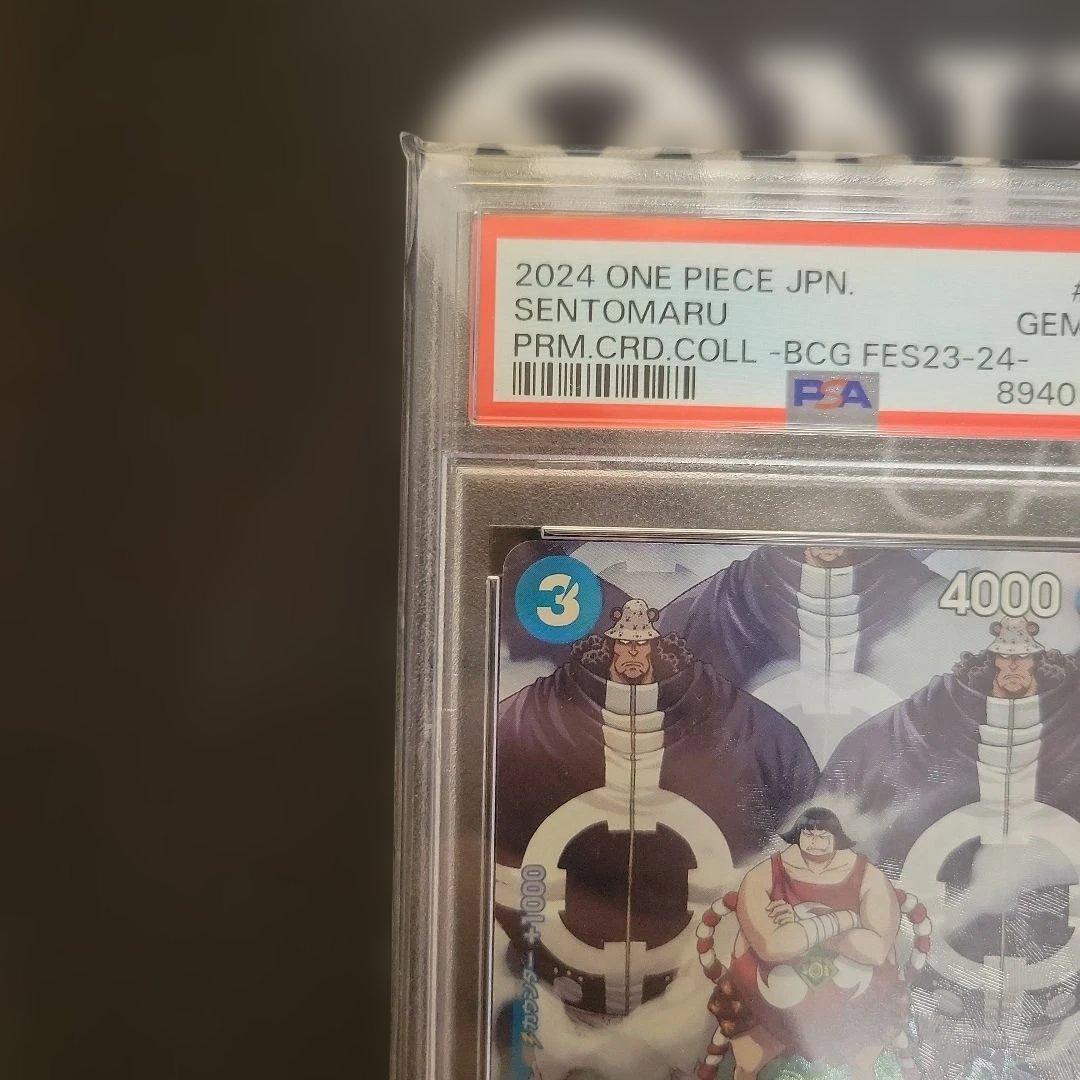 ON
2024 ONE PIECE JPN.
SENTOMARU
GEM
PRM.CRD.COLL -BCG FES23-24-
PSA
8940
3
4000
カウンター +1000